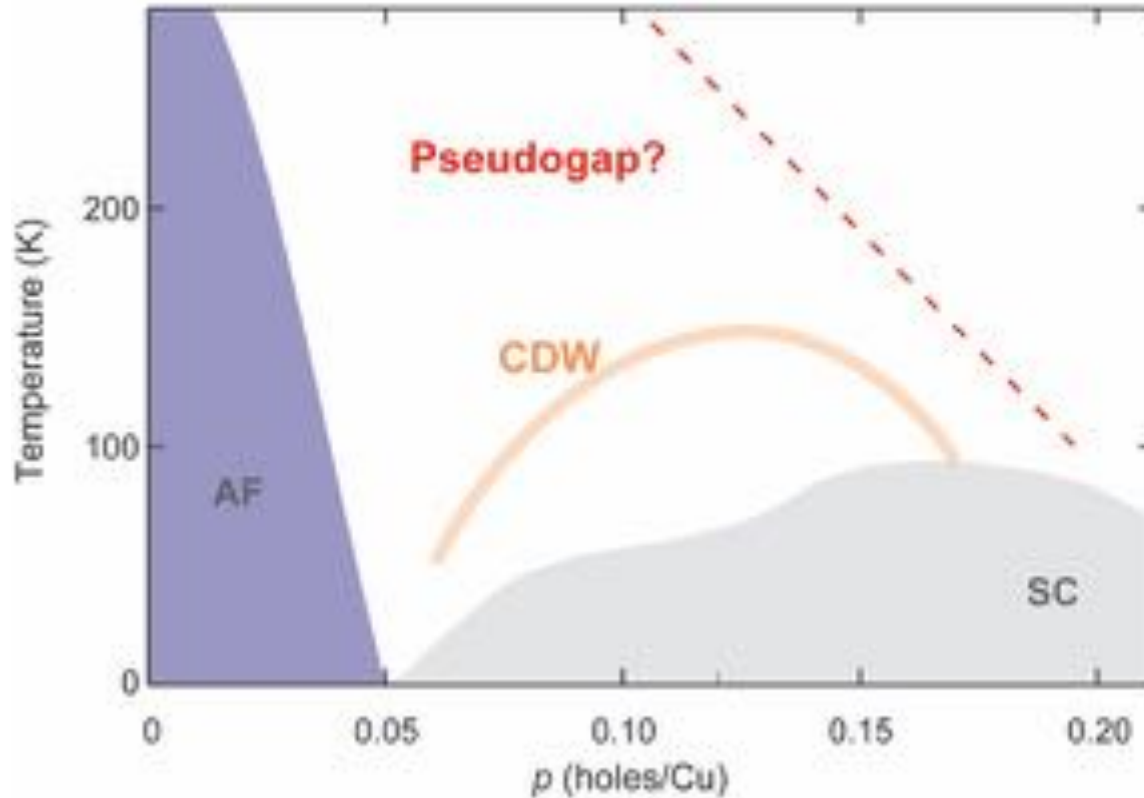 Pseudogap?
200
Temperature (K)
CDW
100
AF
SC
0
0 0.05 0.10 0.15 0.20
p (holes/Cu)